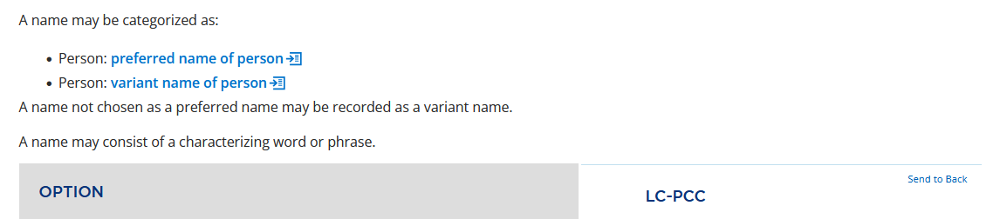 A name may be categorized as:
• Person: preferred name of person
• Person: variant name of person
A name not chosen as a preferred name may be recorded as a variant name.
A name may consist of a characterizing word or phrase.
Send to Back
OPTION
LC-PCC